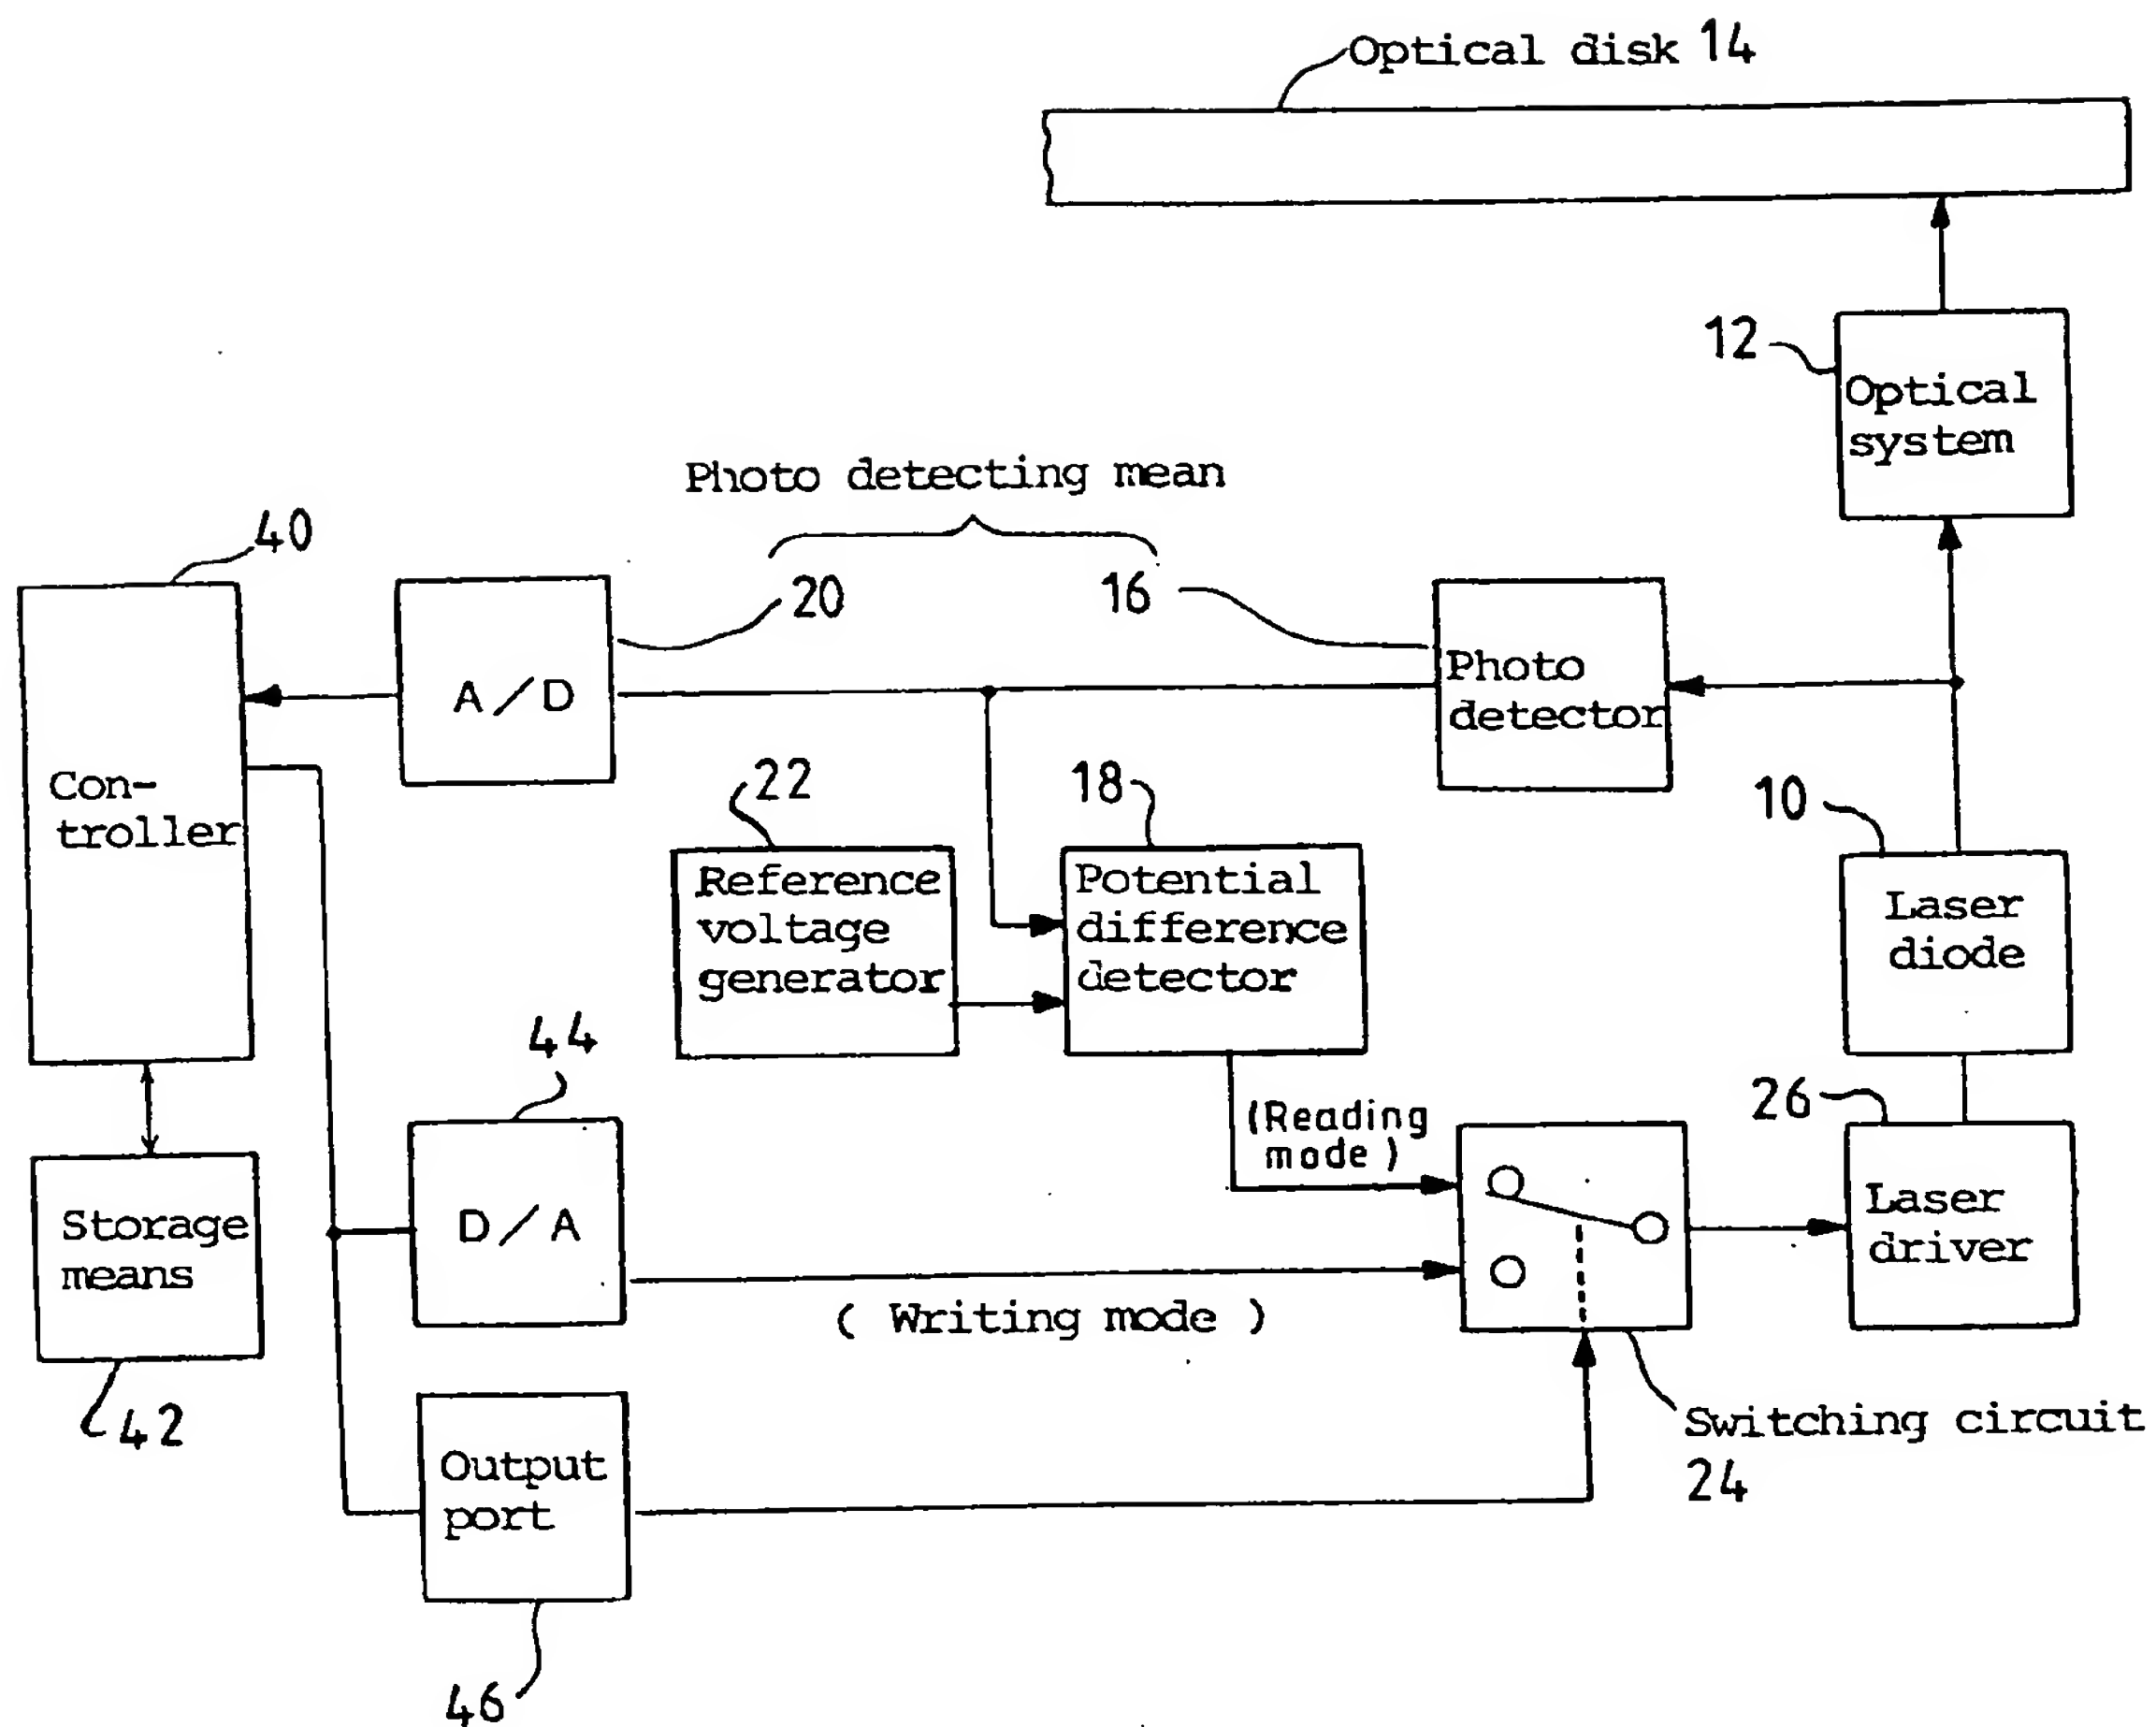 Optical disk 14
12
Optical
system
Photo detecting mean
40
20
16
A/D
Photo
detector
Con-
troller
22
18
10
Reference
voltage
generator
Potential
difference
detector
Laser
diode
44
26
(Reading
mode)
Storage
means
D/A
Laser
driver
( Writing mode )
42
Output
port
Switching circuit
24
46